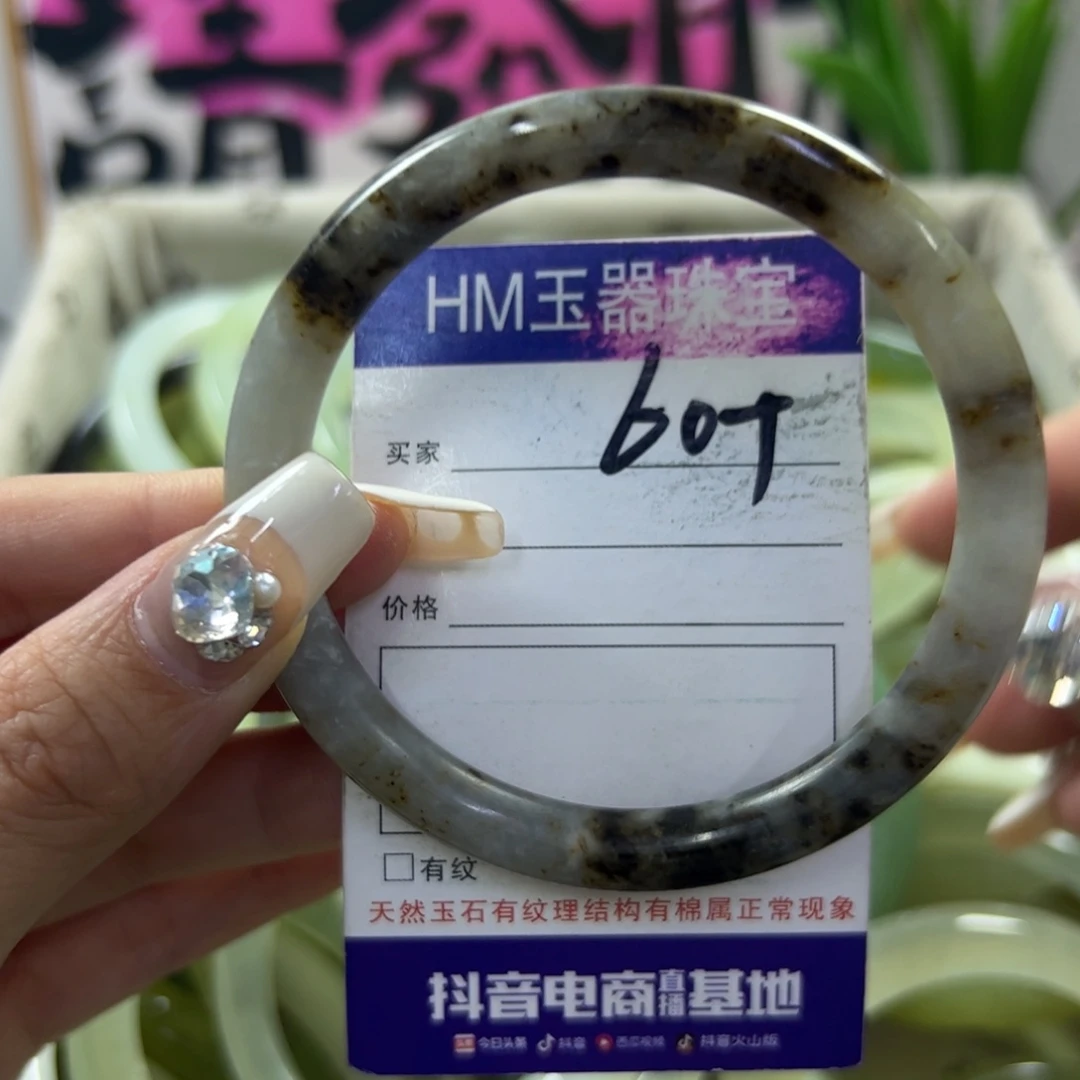 HM玉器珠宝
60+
买家
价格
有纹
天然玉石有纹理结构有棉属正常现象
抖音电商直播基地
今日头条 抖音 西瓜视频 抖音火山版